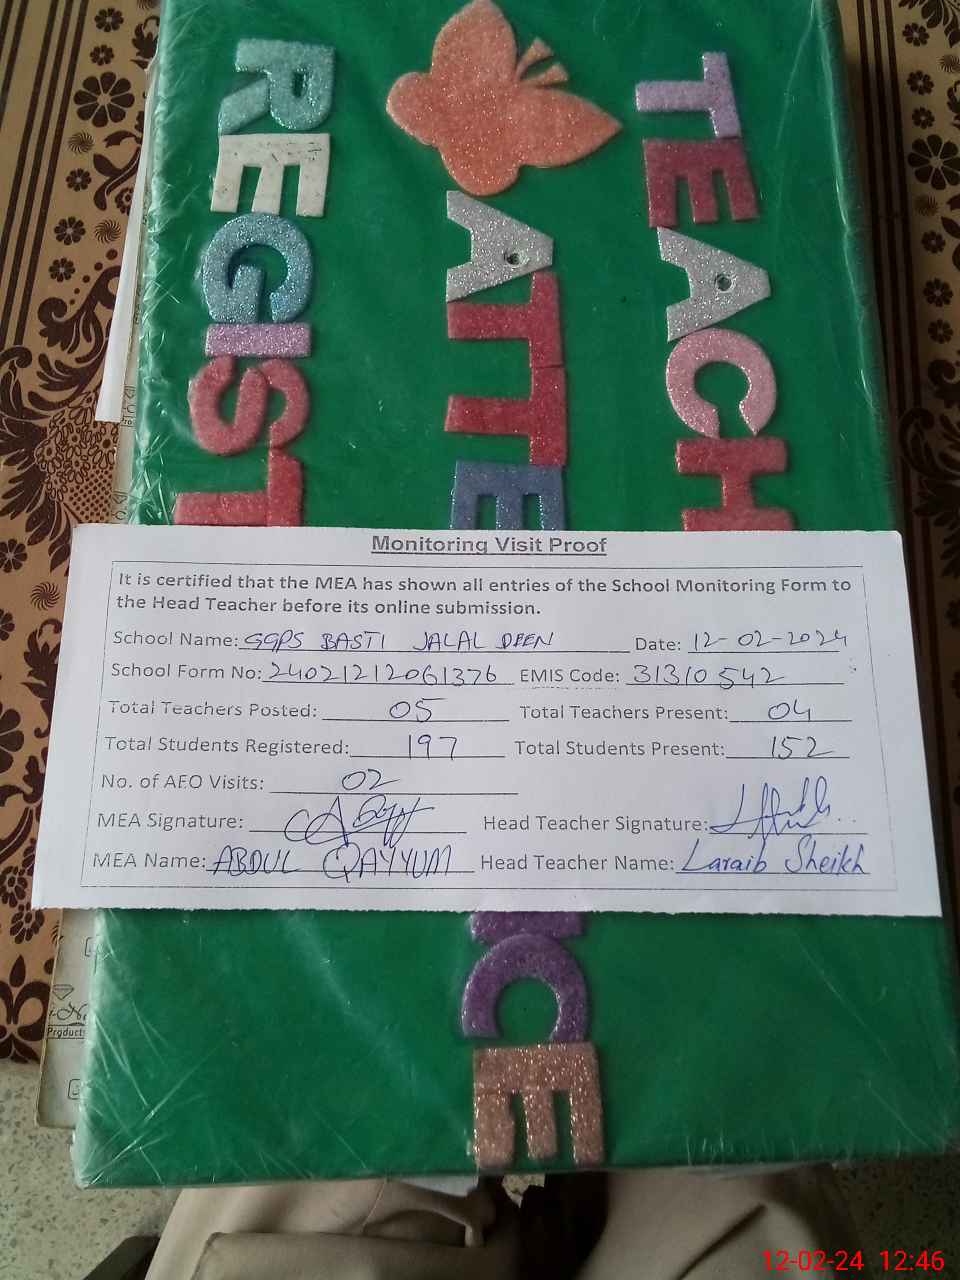 TEACH
ATTE
NCE
REGIST
Monitoring Visit Proof
It is certified that the MEA has shown all entries of the School Monitoring Form to
the Head Teacher before its online submission.
School Name: GGPS BASTI JALAL DEEN Date: 12-02-2024
School Form No: 24021212061376 EMIS Code: 31310542
Total Teachers Posted: 05 Total Teachers Present: 04
Total Students Registered: 197 Total Students Present: 152
No. of AEO Visits: 02
MEA Signature: Head Teacher Signature:
MEA Name: ABDUL QAYYUM Head Teacher Name: Laraib Sheikh
Product
12-02-24 12:46